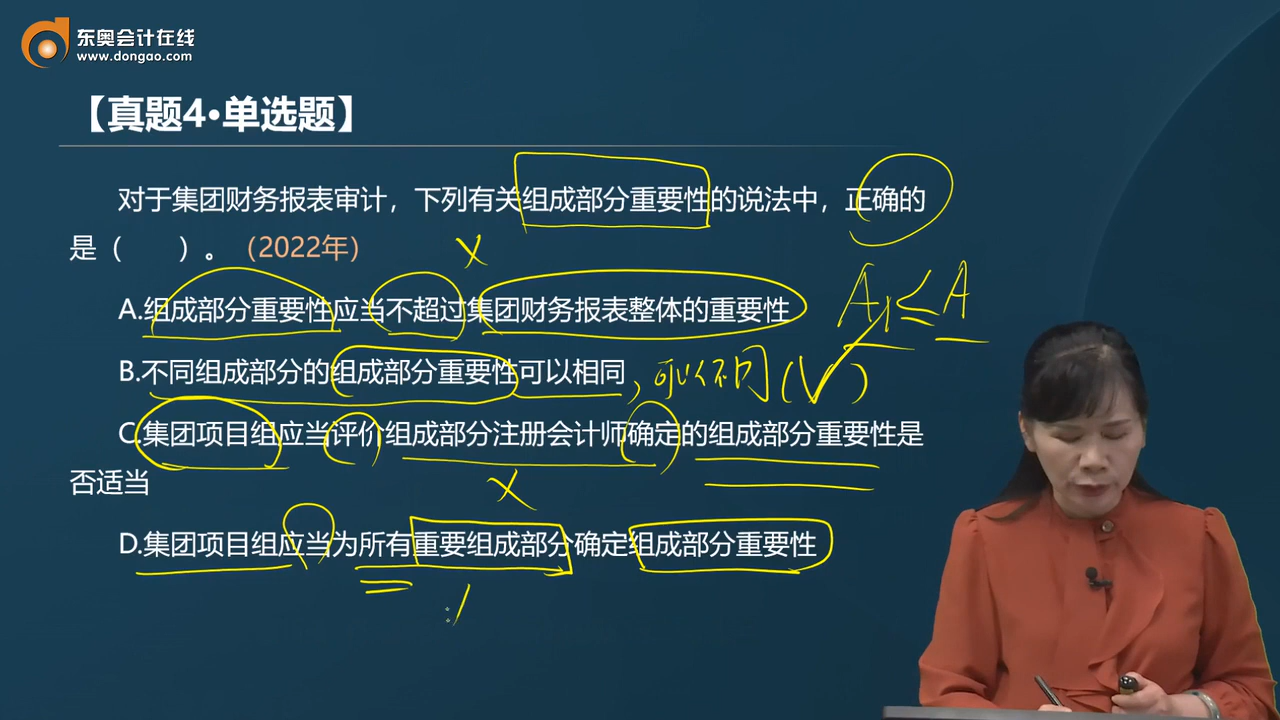 东奥会计在线
www.dongao.com
【真题4•单选题】
对于集团财务报表审计，下列有关组成部分重要性的说法中，正确的
是（　　）。（2022年）
X
A.组成部分重要性应当不超过集团财务报表整体的重要性
A1≤A
B.不同组成部分的组成部分重要性可以相同，可以不同（√）
C.集团项目组应当评价组成部分注册会计师确定的组成部分重要性是
否适当
X
D.集团项目组应当为所有重要组成部分确定组成部分重要性